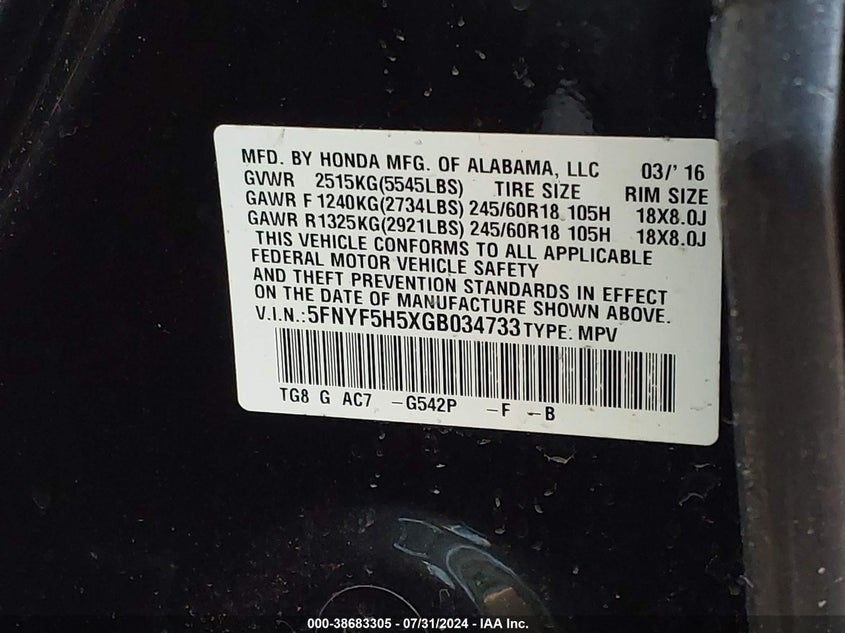 MFD. BY HONDA MFG. OF ALABAMA, LLC 03/' 16
GVWR 2515KG(5545LBS) TIRE SIZE RIM SIZE
GAWR F 1240KG(2734LBS) 245/60R18 105H 18X8.0J
GAWR R1325KG(2921LBS) 245/60R18 105H 18X8.0J
THIS VEHICLE CONFORMS TO ALL APPLICABLE
FEDERAL MOTOR VEHICLE SAFETY
AND THEFT PREVENTION STANDARDS IN EFFECT
ON THE DATE OF MANUFACTURE SHOWN ABOVE.
V.I.N.:5FNYF5H5XGB034733 TYPE: MPV
TG8 G AC7 -G542P -F -B
000-38683305 - 07/31/2024 - IAA Inc.